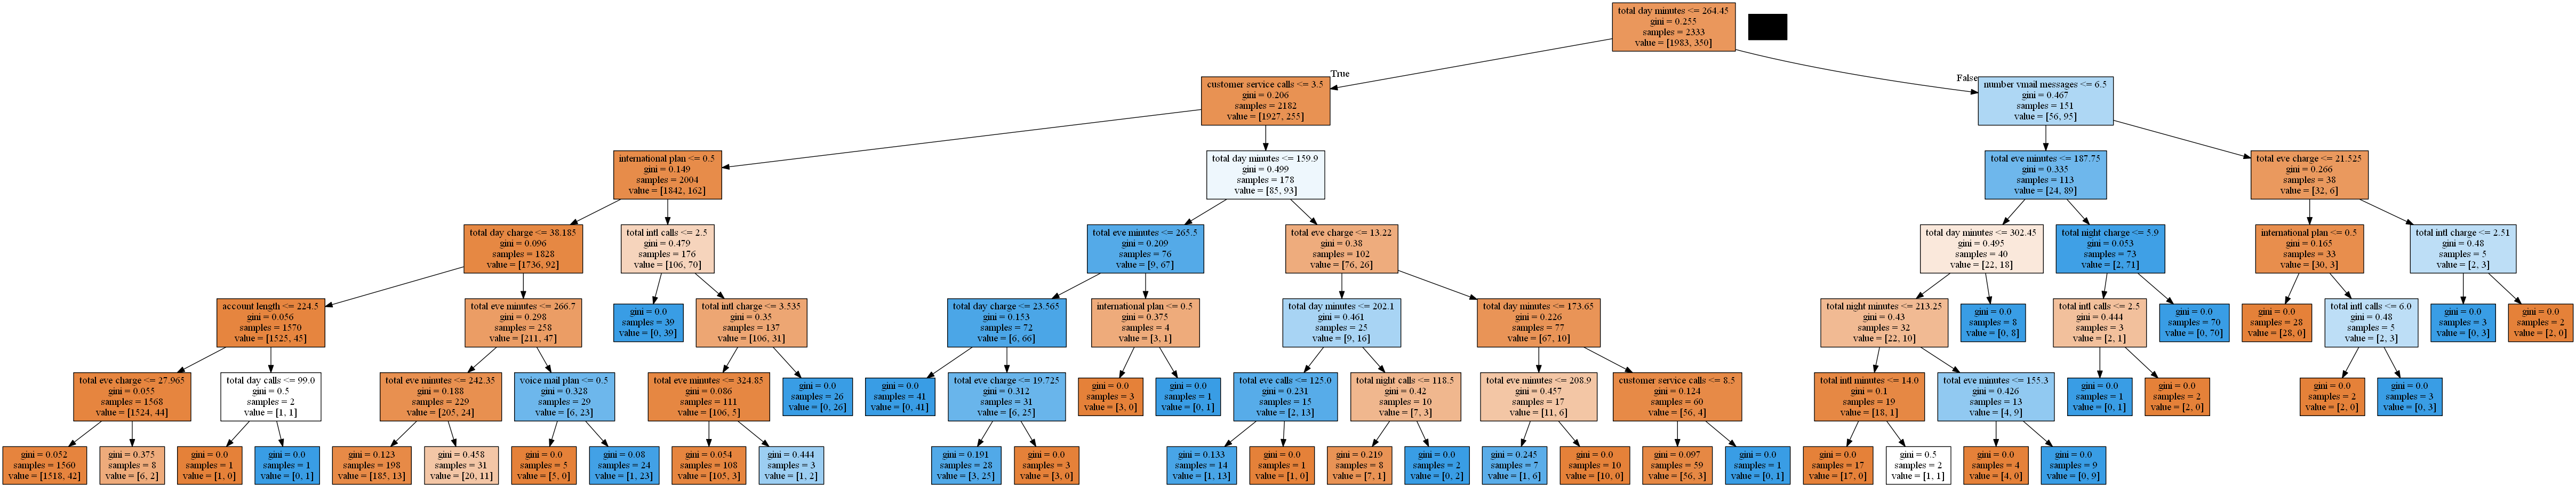 total day minutes <= 264.45
gini = 0.255
samples = 2333
value = [1983, 350]
True
False
customer service calls <= 3.5
gini = 0.206
samples = 2182
value = [1927, 255]
number vmail messages <= 6.5
gini = 0.467
samples = 151
value = [56, 95]
international plan <= 0.5
gini = 0.149
samples = 2004
value = [1842, 162]
total day minutes <= 159.9
gini = 0.499
samples = 178
value = [85, 93]
total eve minutes <= 187.75
gini = 0.335
samples = 113
value = [24, 89]
total eve charge <= 21.525
gini = 0.266
samples = 38
value = [32, 6]
total day charge <= 38.185
gini = 0.096
samples = 1828
value = [1736, 92]
total intl calls <= 2.5
gini = 0.479
samples = 176
value = [106, 70]
total eve minutes <= 265.5
gini = 0.209
samples = 76
value = [9, 67]
total eve charge <= 13.22
gini = 0.38
samples = 102
value = [76, 26]
total day minutes <= 302.45
gini = 0.495
samples = 40
value = [22, 18]
total night charge <= 5.9
gini = 0.053
samples = 73
value = [2, 71]
international plan <= 0.5
gini = 0.165
samples = 33
value = [30, 3]
total intl charge <= 2.51
gini = 0.48
samples = 5
value = [2, 3]
account length <= 224.5
gini = 0.056
samples = 1570
value = [1525, 45]
total eve minutes <= 266.7
gini = 0.298
samples = 258
value = [211, 47]
gini = 0.0
samples = 39
value = [0, 39]
total intl charge <= 3.535
gini = 0.35
samples = 137
value = [106, 31]
total day charge <= 23.565
gini = 0.153
samples = 72
value = [6, 66]
international plan <= 0.5
gini = 0.375
samples = 4
value = [3, 1]
total day minutes <= 202.1
gini = 0.461
samples = 25
value = [9, 16]
total day minutes <= 173.65
gini = 0.226
samples = 77
value = [67, 10]
total night minutes <= 213.25
gini = 0.43
samples = 32
value = [22, 10]
gini = 0.0
samples = 8
value = [0, 8]
total intl calls <= 2.5
gini = 0.444
samples = 3
value = [2, 1]
gini = 0.0
samples = 70
value = [0, 70]
gini = 0.0
samples = 28
value = [28, 0]
total intl calls <= 6.0
gini = 0.48
samples = 5
value = [2, 3]
gini = 0.0
samples = 3
value = [0, 3]
gini = 0.0
samples = 2
value = [2, 0]
total eve charge <= 27.965
gini = 0.055
samples = 1568
value = [1524, 44]
total day calls <= 99.0
gini = 0.5
samples = 2
value = [1, 1]
total eve minutes <= 242.35
gini = 0.188
samples = 229
value = [205, 24]
voice mail plan <= 0.5
gini = 0.328
samples = 29
value = [6, 23]
total eve minutes <= 324.85
gini = 0.086
samples = 111
value = [106, 5]
gini = 0.0
samples = 26
value = [0, 26]
gini = 0.0
samples = 41
value = [0, 41]
total eve charge <= 19.725
gini = 0.312
samples = 31
value = [6, 25]
gini = 0.0
samples = 3
value = [3, 0]
gini = 0.0
samples = 1
value = [0, 1]
total eve calls <= 125.0
gini = 0.231
samples = 15
value = [2, 13]
total night calls <= 118.5
gini = 0.42
samples = 10
value = [7, 3]
total eve minutes <= 208.9
gini = 0.457
samples = 17
value = [11, 6]
customer service calls <= 8.5
gini = 0.124
samples = 60
value = [56, 4]
total intl minutes <= 14.0
gini = 0.1
samples = 19
value = [18, 1]
total eve minutes <= 155.3
gini = 0.426
samples = 13
value = [4, 9]
gini = 0.0
samples = 1
value = [0, 1]
gini = 0.0
samples = 2
value = [2, 0]
gini = 0.0
samples = 2
value = [2, 0]
gini = 0.0
samples = 3
value = [0, 3]
gini = 0.052
samples = 1560
value = [1518, 42]
gini = 0.375
samples = 8
value = [6, 2]
gini = 0.0
samples = 1
value = [1, 0]
gini = 0.0
samples = 1
value = [0, 1]
gini = 0.123
samples = 198
value = [185, 13]
gini = 0.458
samples = 31
value = [20, 11]
gini = 0.0
samples = 5
value = [5, 0]
gini = 0.08
samples = 24
value = [1, 23]
gini = 0.054
samples = 108
value = [105, 3]
gini = 0.444
samples = 3
value = [1, 2]
gini = 0.191
samples = 28
value = [3, 25]
gini = 0.0
samples = 3
value = [3, 0]
gini = 0.133
samples = 14
value = [1, 13]
gini = 0.0
samples = 1
value = [1, 0]
gini = 0.219
samples = 8
value = [7, 1]
gini = 0.0
samples = 2
value = [0, 2]
gini = 0.245
samples = 7
value = [1, 6]
gini = 0.0
samples = 10
value = [10, 0]
gini = 0.097
samples = 59
value = [56, 3]
gini = 0.0
samples = 1
value = [0, 1]
gini = 0.0
samples = 17
value = [17, 0]
gini = 0.5
samples = 2
value = [1, 1]
gini = 0.0
samples = 4
value = [4, 0]
gini = 0.0
samples = 9
value = [0, 9]